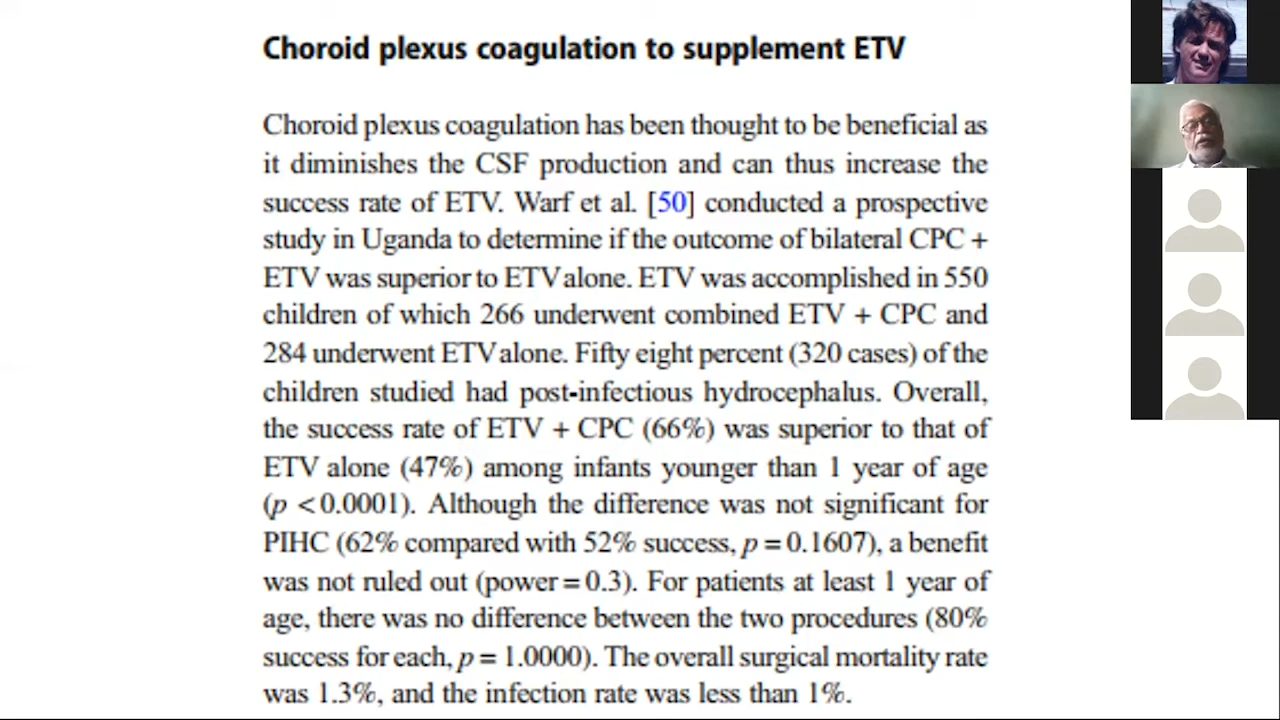 Choroid plexus coagulation to supplement ETV
Choroid plexus coagulation has been thought to be beneficial as
it diminishes the CSF production and can thus increase the
success rate of ETV. Warf et al. [50] conducted a prospective
study in Uganda to determine if the outcome of bilateral CPC +
ETV was superior to ETV alone. ETV was accomplished in 550
children of which 266 underwent combined ETV + CPC and
284 underwent ETV alone. Fifty eight percent (320 cases) of the
children studied had post-infectious hydrocephalus. Overall,
the success rate of ETV + CPC (66%) was superior to that of
ETV alone (47%) among infants younger than 1 year of age
(p <0.0001). Although the difference was not significant for
PIHC (62% compared with 52% success, p = 0.1607), a benefit
was not ruled out (power = 0.3). For patients at least 1 year of
age, there was no difference between the two procedures (80%
success for each, p = 1.0000). The overall surgical mortality rate
was 1.3%, and the infection rate was less than 1%.